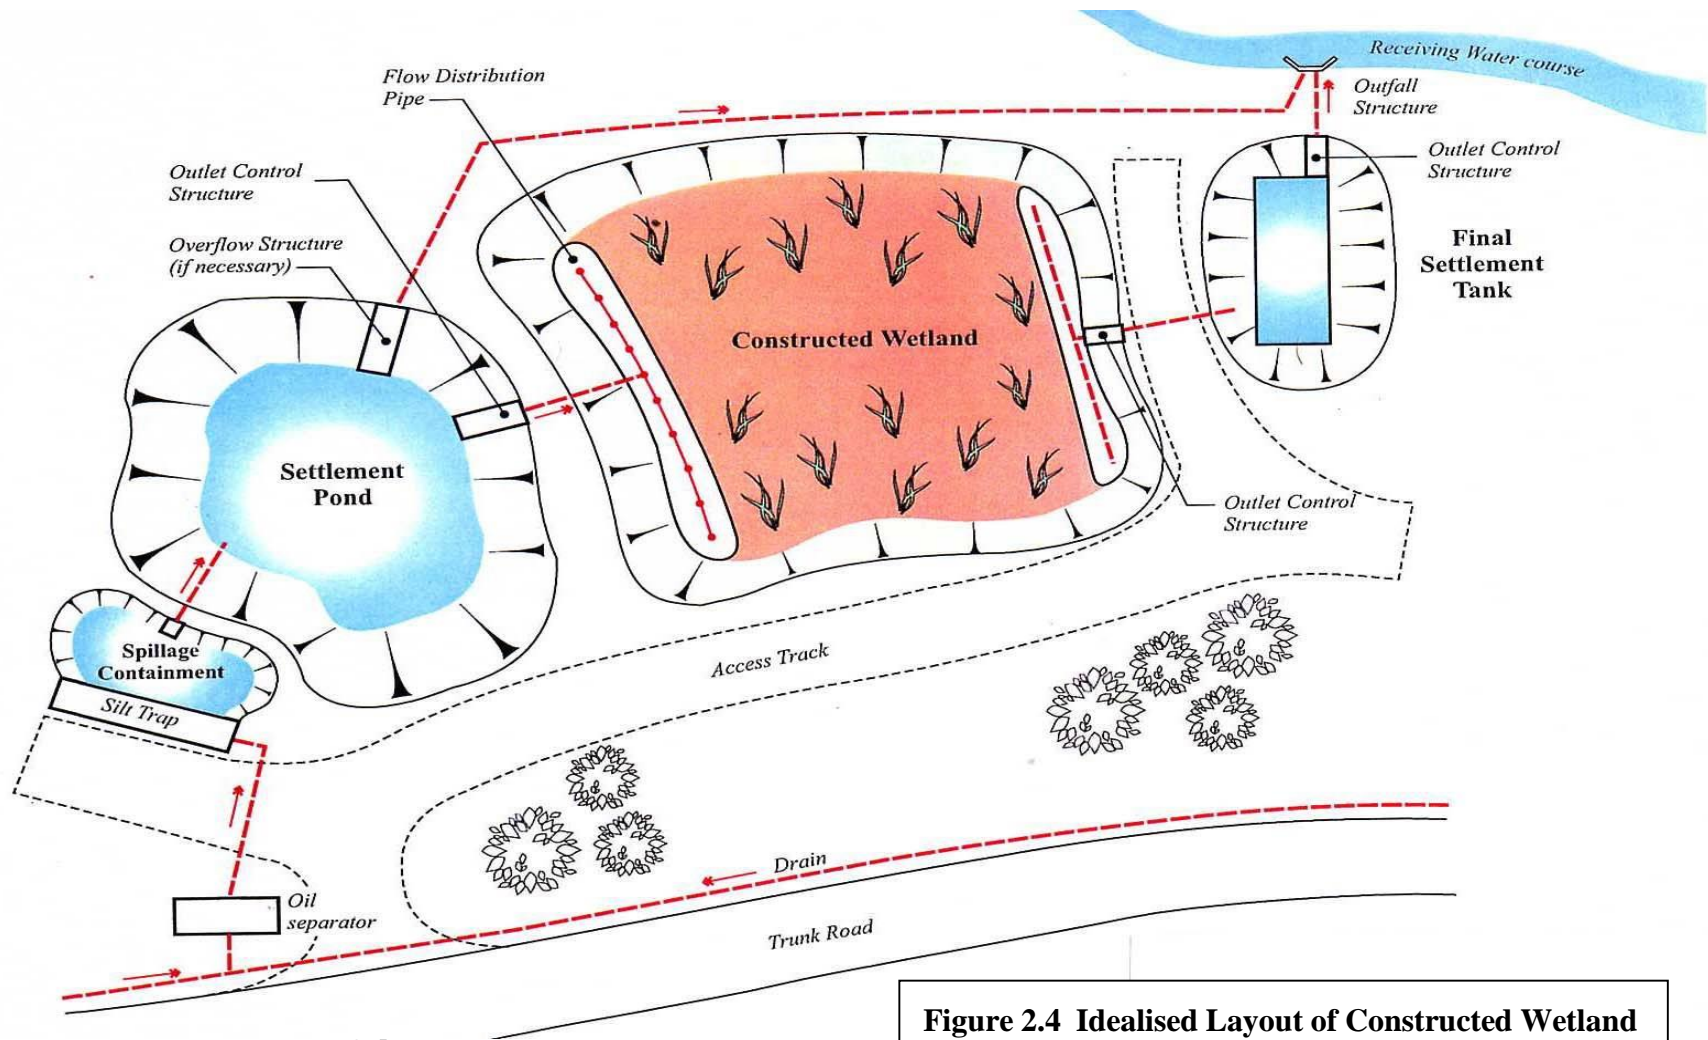 Receiving Water course
Flow Distribution
Pipe
Outfall
Structure
Outlet Control
Structure
Outlet Control
Structure
Overflow Structure
(if necessary)
Final
Settlement
Tank
Constructed Wetland
Settlement
Pond
Outlet Control
Structure
Spillage
Containment
Access Track
Silt Trap
Drain
Oil
separator
Trunk Road
Figure 2.4 Idealised Layout of Constructed Wetland